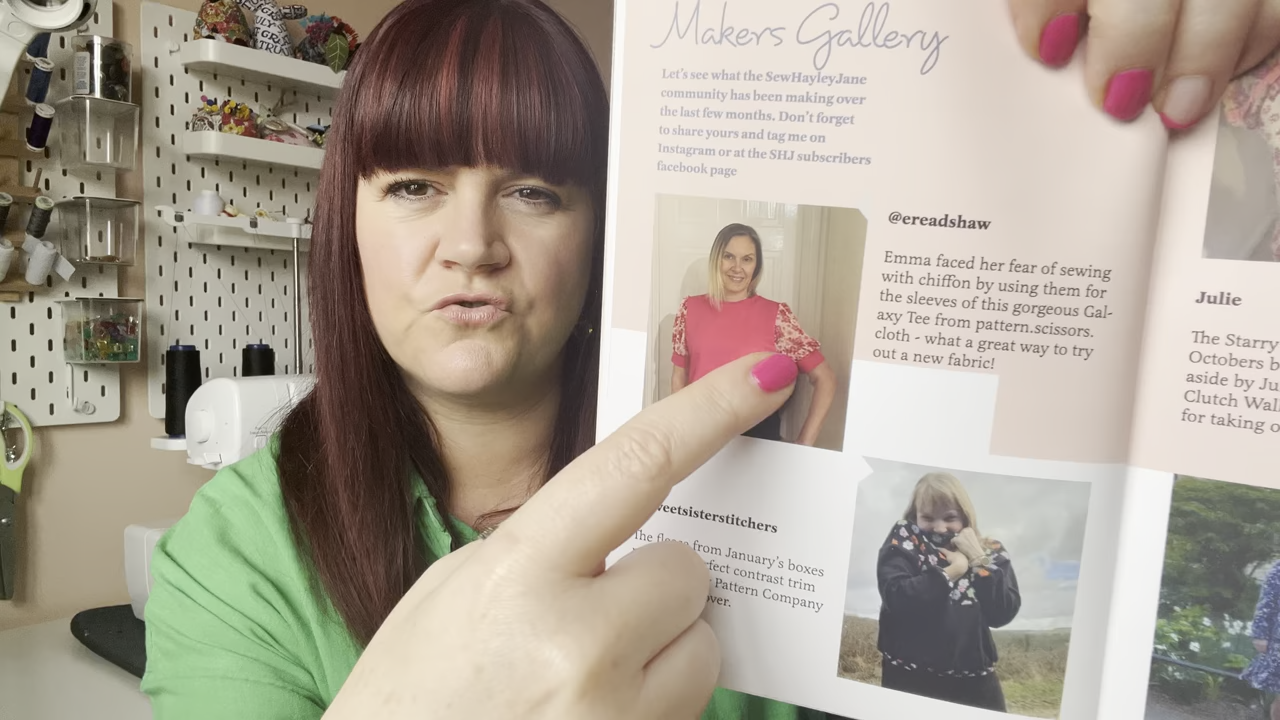 Makers Gallery
Let's see what the SewHayleyJane
community has been making over
the last few months. Don't forget
to share yours and tag me on
Instagram or at the SHJ subscribers
facebook page
@ereadshaw
Emma faced her fear of sewing
with chiffon by using them for
the sleeves of this gorgeous Gal-
axy Tee from pattern.scissors.
cloth - what a great way to try
out a new fabric!
eetsisterstitchers
The from January's boxes
contrast trim
Pattern Company
Julie
The Starry
Octobers b
aside by Ju
Clutch Wal
for taking o